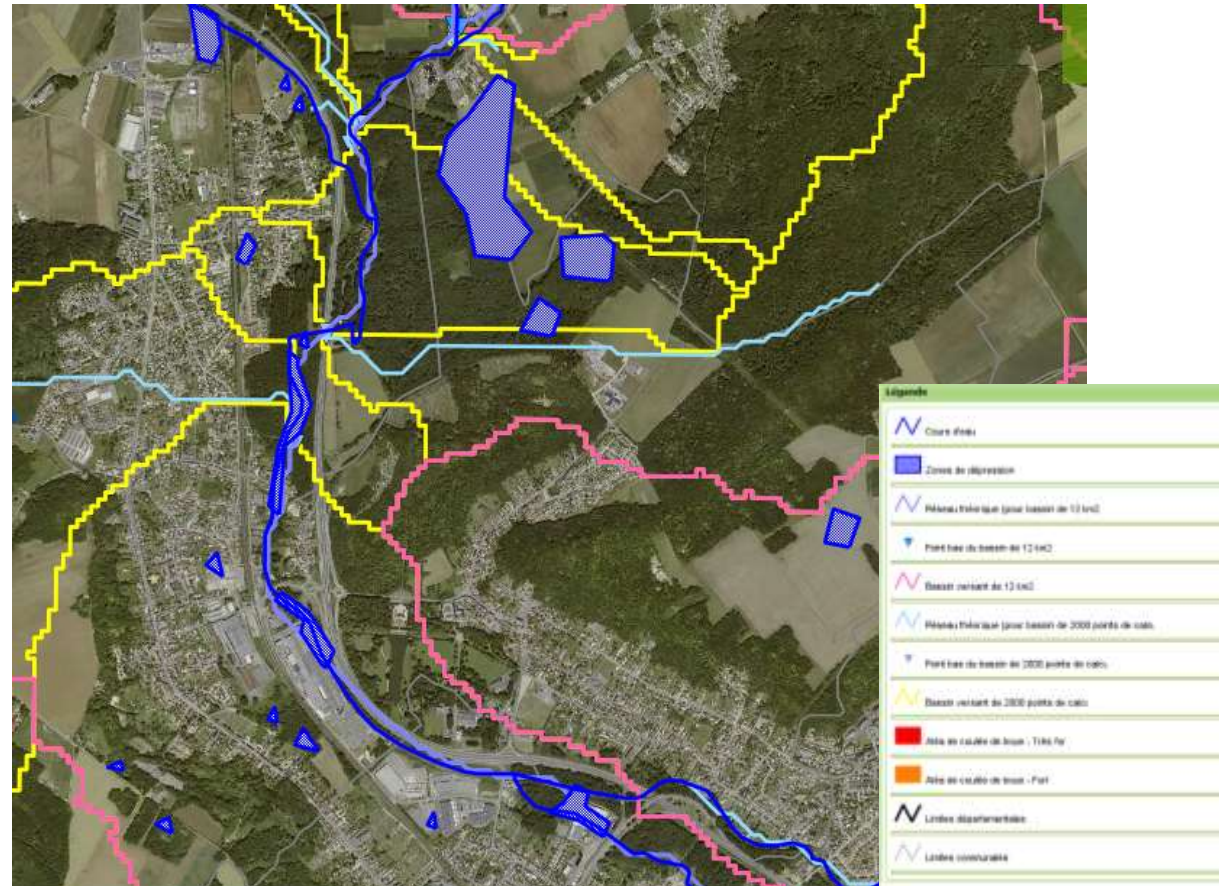 Légende
Cours d'eau
Zones de dépression
Réseau théorique (pour bassin de 12 km2
Point bas du bassin de 12 km2
Bassin versant de 12 km2
Réseau théorique (pour bassin de 2000 points de calc.
Point bas du bassin de 2000 points de calc.
Bassin versant de 2000 points de calc.
Aléa de coulée de boue - Très for
Aléa de coulée de boue - Fort
Limites départementales
Limites communales